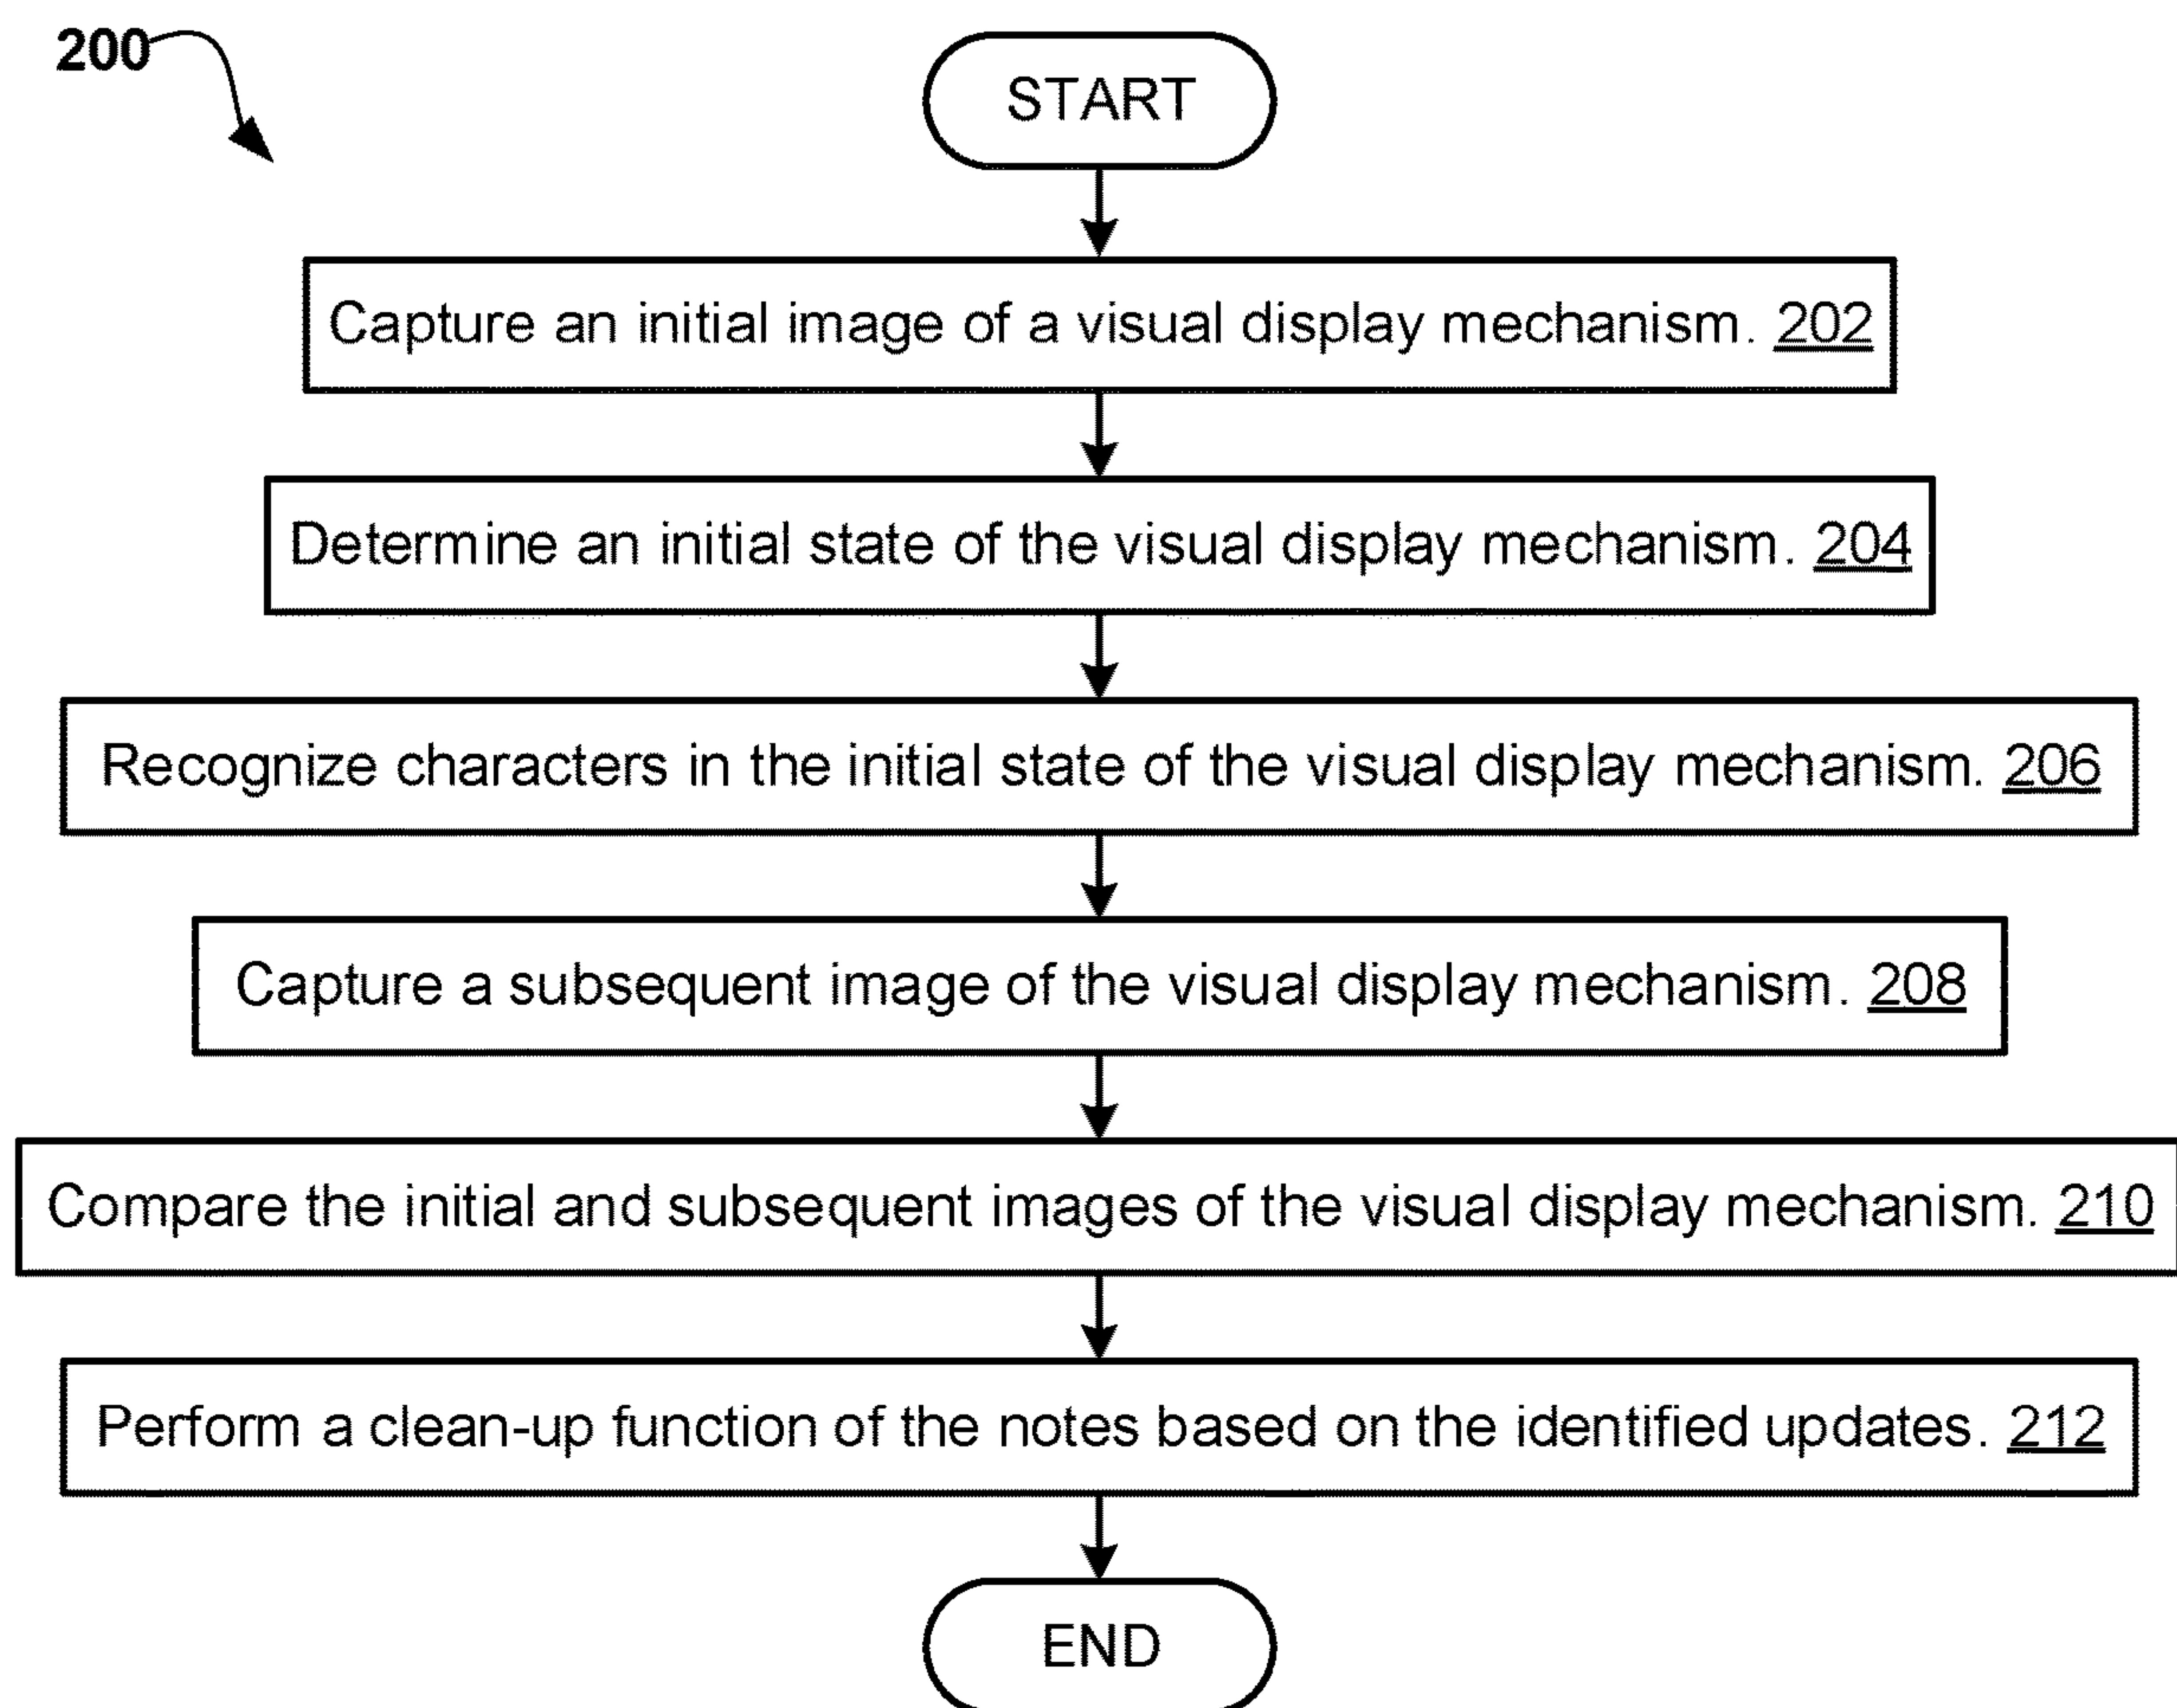 200
START
Capture an initial image of a visual display mechanism. 202
Determine an initial state of the visual display mechanism. 204
Recognize characters in the initial state of the visual display mechanism. 206
Capture a subsequent image of the visual display mechanism. 208
Compare the initial and subsequent images of the visual display mechanism. 210
Perform a clean-up function of the notes based on the identified updates. 212
END